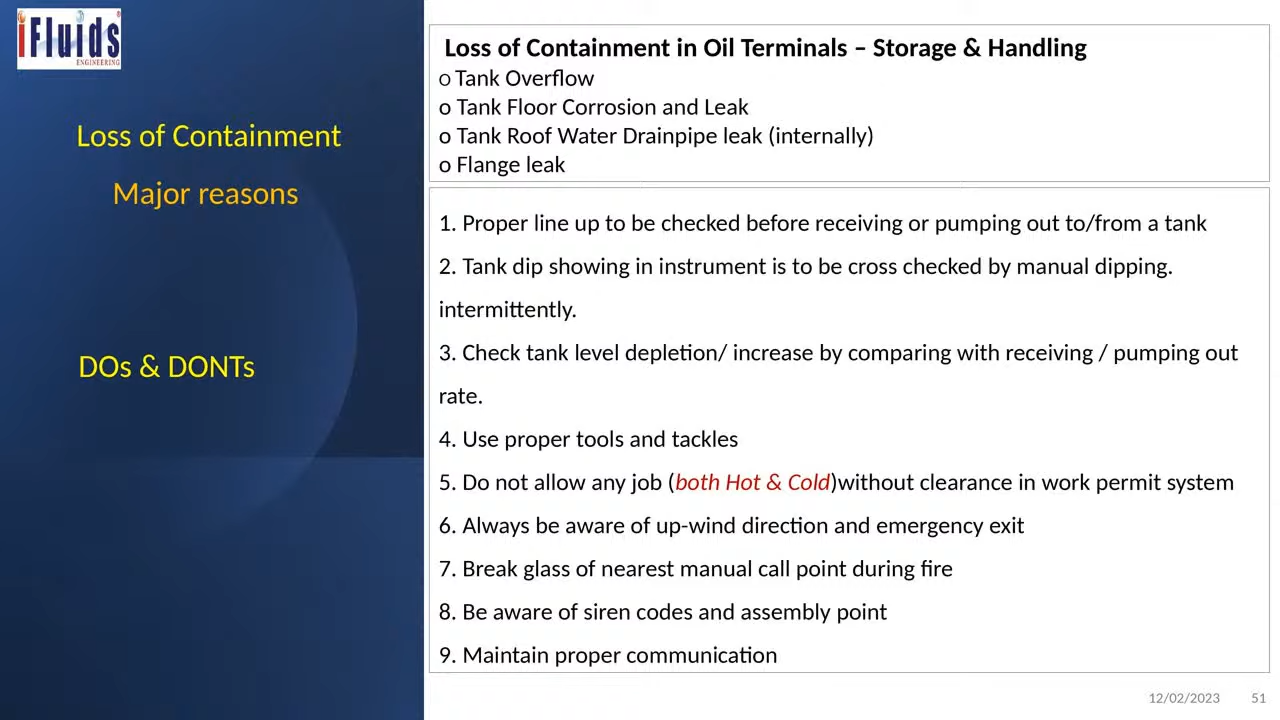 iFluids
ENGINEERING
Loss of Containment
Major reasons
DOs & DONTs
Loss of Containment in Oil Terminals – Storage & Handling
o Tank Overflow
o Tank Floor Corrosion and Leak
o Tank Roof Water Drainpipe leak (internally)
o Flange leak
1. Proper line up to be checked before receiving or pumping out to/from a tank
2. Tank dip showing in instrument is to be cross checked by manual dipping.
intermittently.
3. Check tank level depletion/ increase by comparing with receiving / pumping out
rate.
4. Use proper tools and tackles
5. Do not allow any job (both Hot & Cold)without clearance in work permit system
6. Always be aware of up-wind direction and emergency exit
7. Break glass of nearest manual call point during fire
8. Be aware of siren codes and assembly point
9. Maintain proper communication
12/02/2023 51